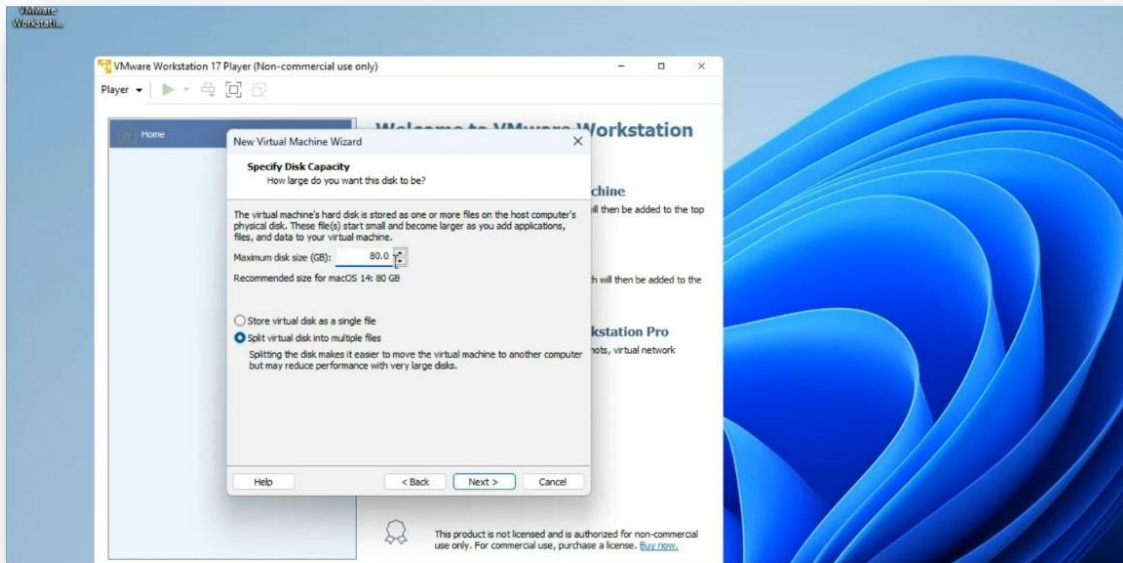 VMware
Workstati...
VMware Workstation 17 Player (Non-commercial use only)
Player
Home
Welcome to VMware Workstation
New Virtual Machine Wizard
Specify Disk Capacity
How large do you want this disk to be?
chine
ill then be added to the top
The virtual machine's hard disk is stored as one or more files on the host computer's
physical disk. These file(s) start small and become larger as you add applications,
files, and data to your virtual machine.
Maximum disk size (GB): 80.0
Recommended size for macOS 14: 80 GB
h will then be added to the
Store virtual disk as a single file
Split virtual disk into multiple files
Splitting the disk makes it easier to move the virtual machine to another computer
but may reduce performance with very large disks.
kstation Pro
hots, virtual network
Help
< Back
Next >
Cancel
This product is not licensed and is authorized for non-commercial
use only. For commercial use, purchase a license. Buy now.